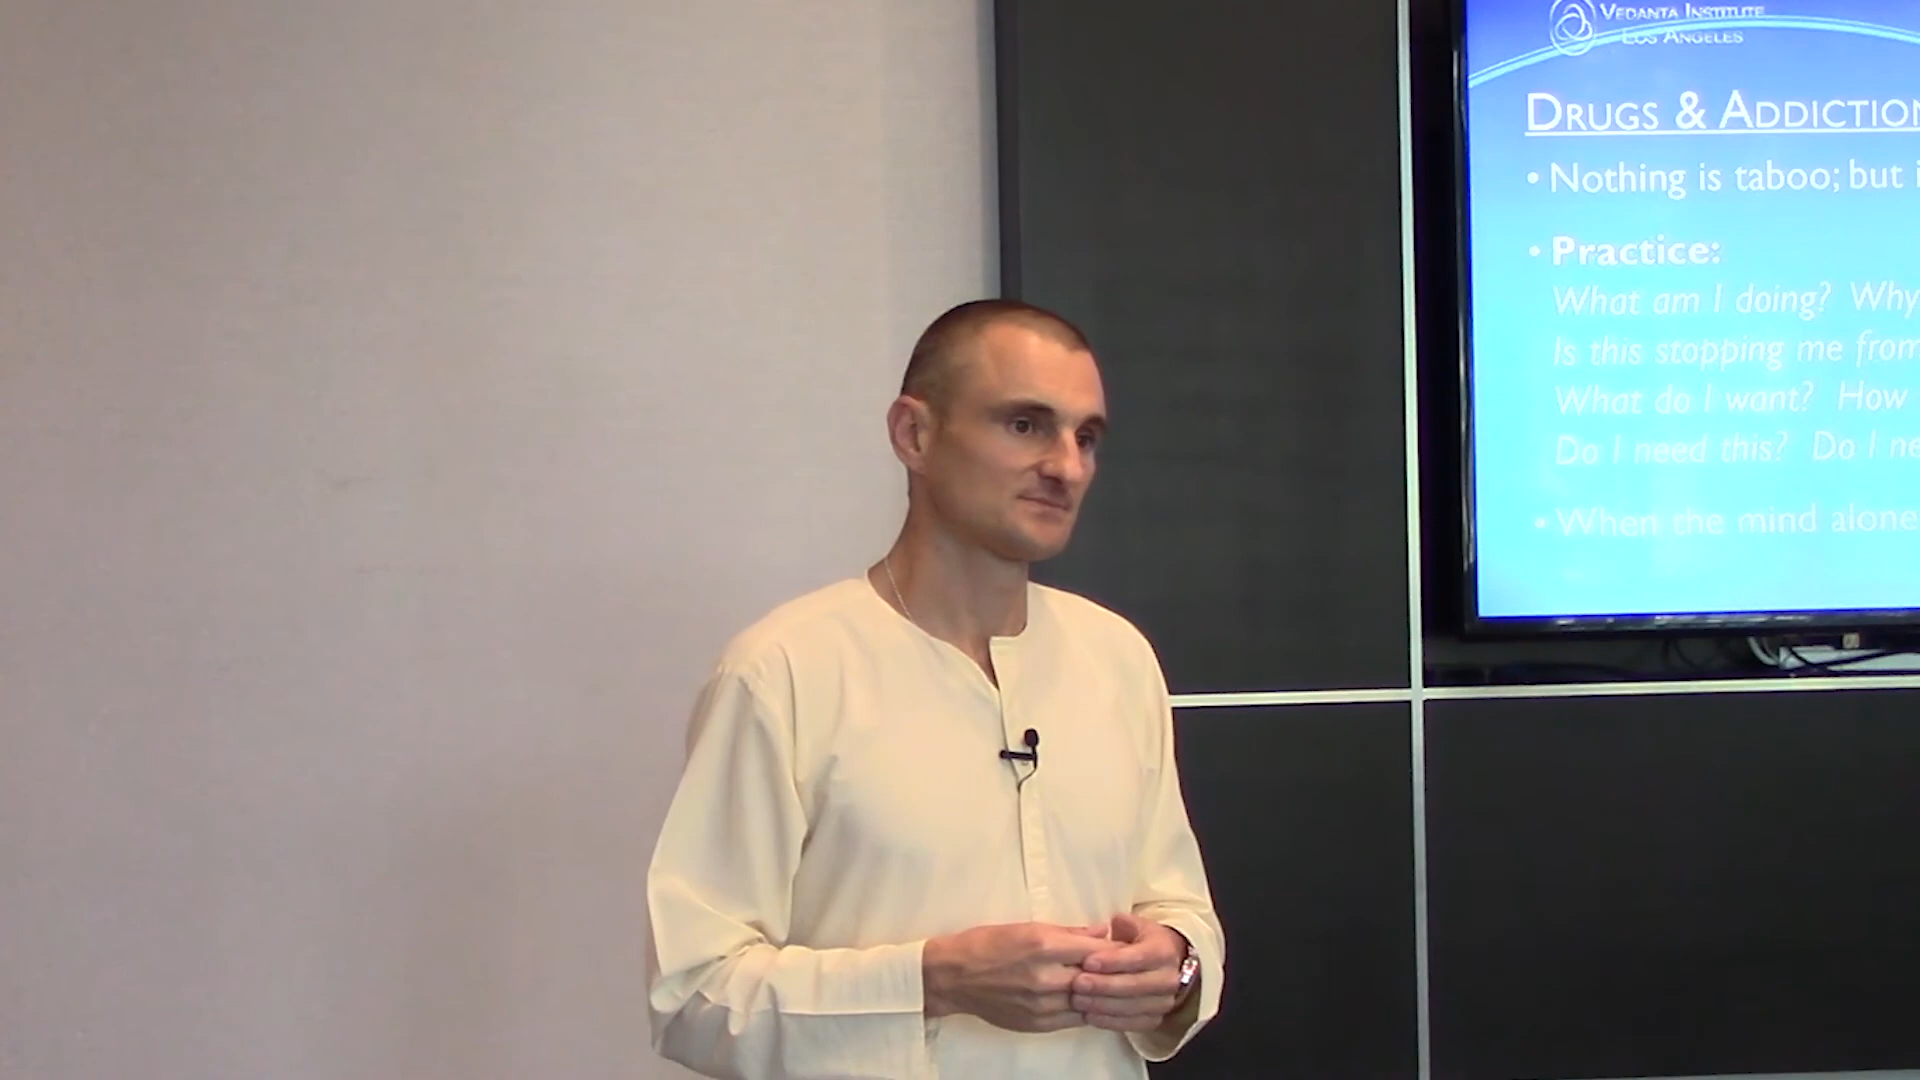 VEDANTA INSTITUTE
LOS ANGELES
DRUGS & ADDICTION
• Nothing is taboo; but i
• Practice:
What am I doing? Why
Is this stopping me from
What do I want? How
Do I need this? Do I ne
• When the mind alone